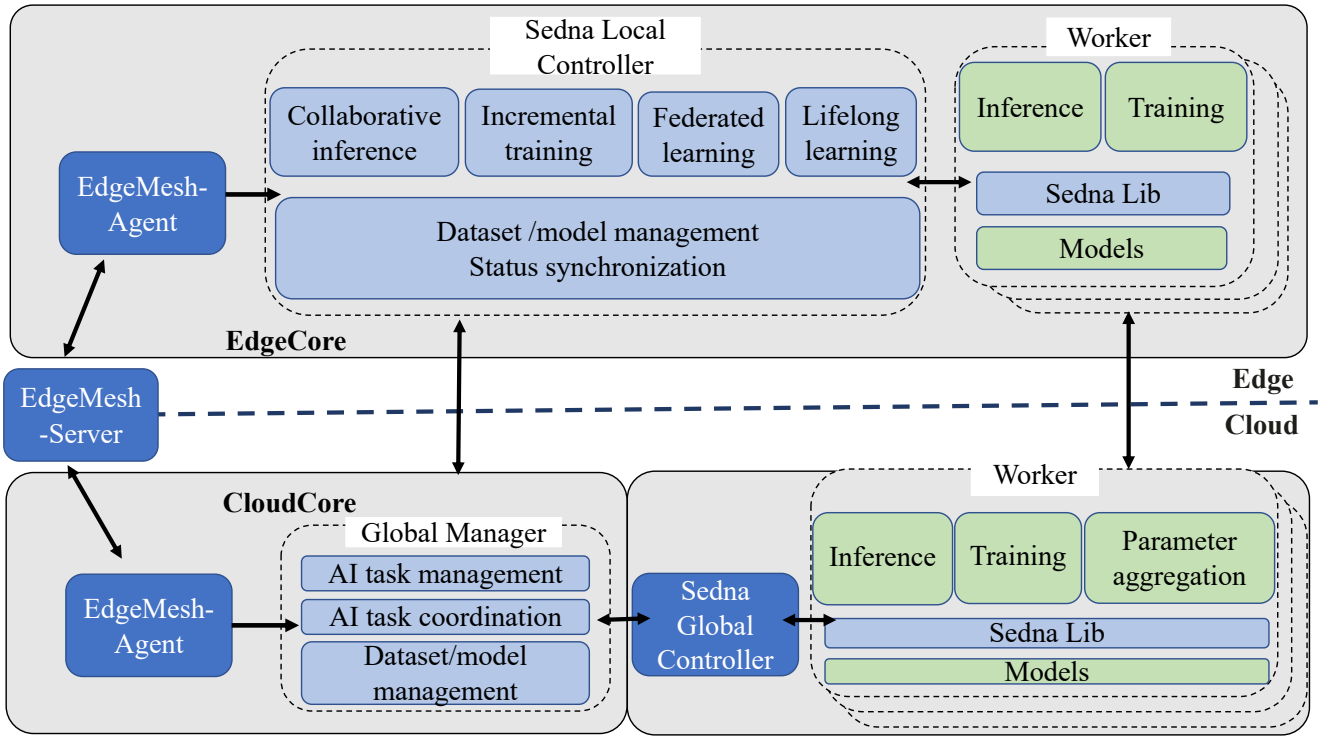 Sedna Local
Controller
Worker
Collaborative
inference
Incremental
training
Federated
learning
Lifelong
learning
Inference
Training
EdgeMesh-
Agent
Sedna Lib
Dataset /model management
Status synchronization
Models
EdgeCore
EdgeMesh
-Server
Edge
Cloud
CloudCore
Worker
Global Manager
Inference
Training
Parameter
aggregation
AI task management
EdgeMesh-
Agent
AI task coordination
Sedna
Global
Controller
Sedna Lib
Dataset/model
management
Models